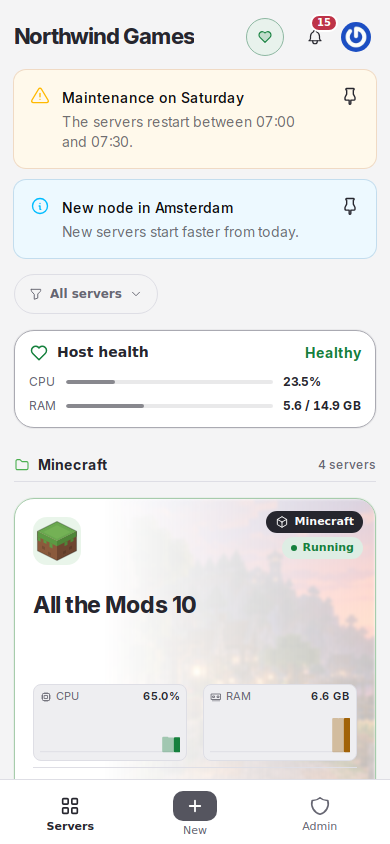 Northwind Games
15
Maintenance on Saturday
The servers restart between 07:00
and 07:30.
New node in Amsterdam
New servers start faster from today.
All servers
Host health
Healthy
CPU
23.5%
RAM
5.6 / 14.9 GB
Minecraft
4 servers
Minecraft
Running
All the Mods 10
CPU
65.0%
RAM
6.6 GB
Servers
New
Admin